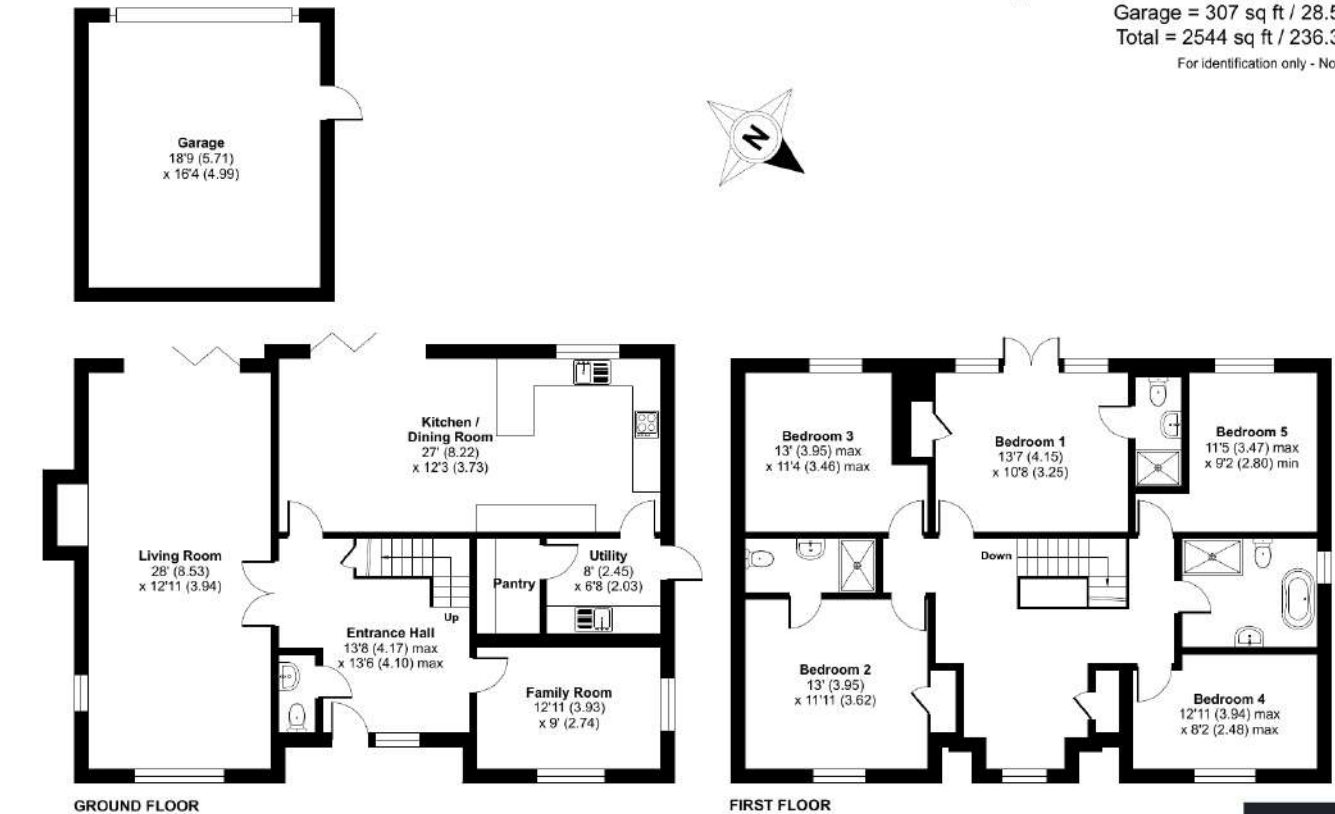 Garage = 307 sq ft / 28.5
Total = 2544 sq ft / 236.3
For identification only - No
N
Garage
18'9 (5.71)
x 16'4 (4.99)
Kitchen /
Dining Room
27' (8.22)
x 12'3 (3.73)
Living Room
28' (8.53)
x 12'11 (3.94)
Pantry
Utility
8' (2.45)
x 6'8 (2.03)
Up
Entrance Hall
13'8 (4.17) max
x 13'6 (4.10) max
Family Room
12'11 (3.93)
x 9' (2.74)
GROUND FLOOR
Bedroom 3
13' (3.95) max
x 11'4 (3.46) max
Bedroom 1
13'7 (4.15)
x 10'8 (3.25)
Bedroom 5
11'5 (3.47) max
x 9'2 (2.80) min
Down
Bedroom 2
13' (3.95)
x 11'11 (3.62)
Bedroom 4
12'11 (3.94) max
x 8'2 (2.48) max
FIRST FLOOR